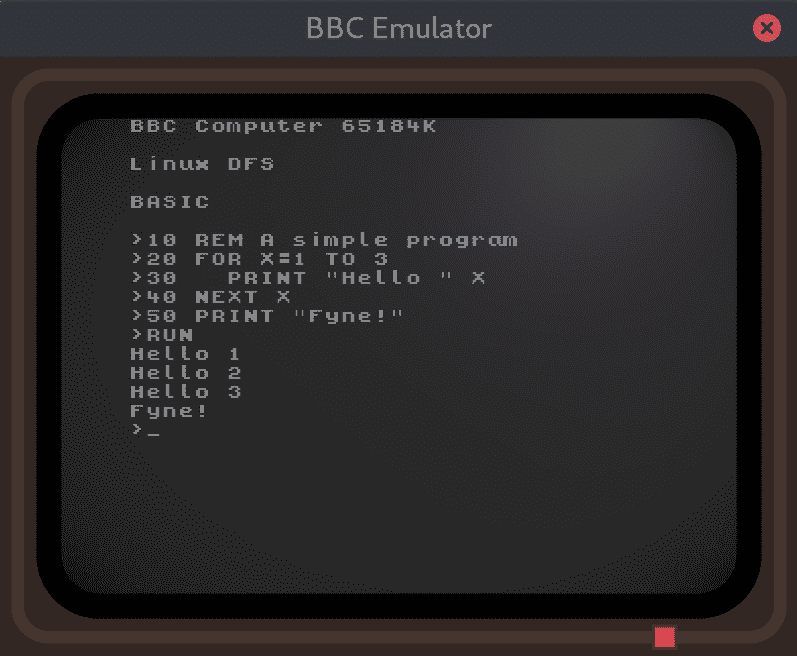 BBC Emulator
BBC Computer 65184K
Linux DFS
BASIC
>10 REM A simple program
>20 FOR X=1 TO 3
>30   PRINT "Hello " X
>40 NEXT X
>50 PRINT "Fyne!"
>RUN
Hello 1
Hello 2
Hello 3
Fyne!
>_